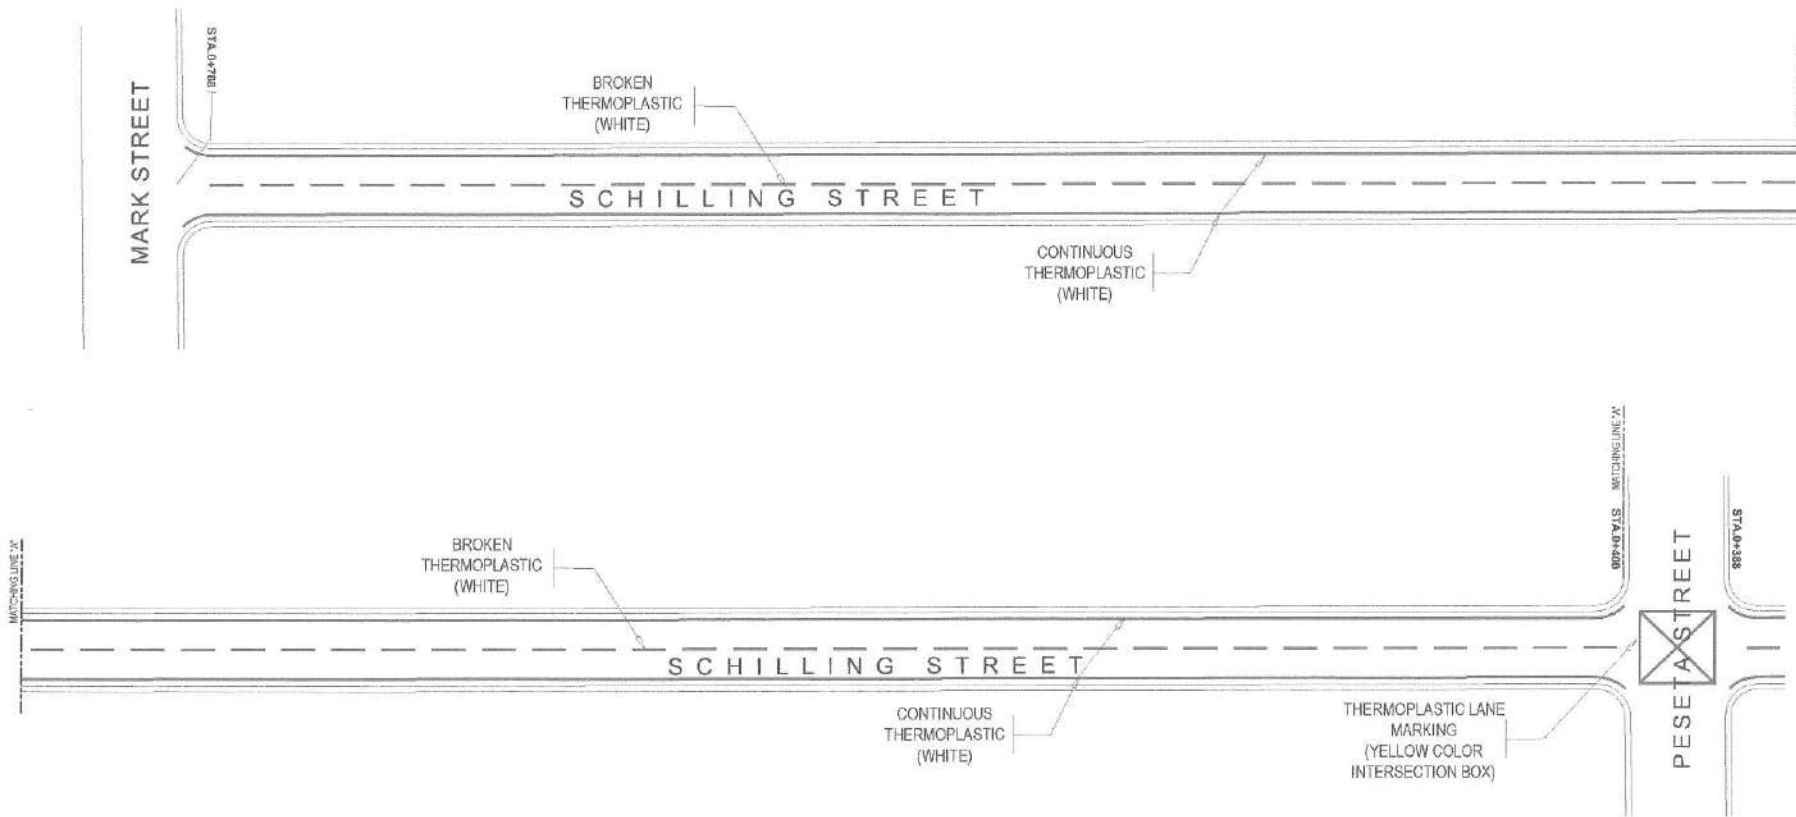 STA.0+788
MARK STREET
BROKEN
THERMOPLASTIC
(WHITE)
SCHILLING STREET
CONTINUOUS
THERMOPLASTIC
(WHITE)
MATCHING LINE 'A'
BROKEN
THERMOPLASTIC
(WHITE)
SCHILLING STREET
CONTINUOUS
THERMOPLASTIC
(WHITE)
THERMOPLASTIC LANE
MARKING
(YELLOW COLOR
INTERSECTION BOX)
MATCHING LINE 'A'
STA.0+400
PESETA STREET
STA.0+388